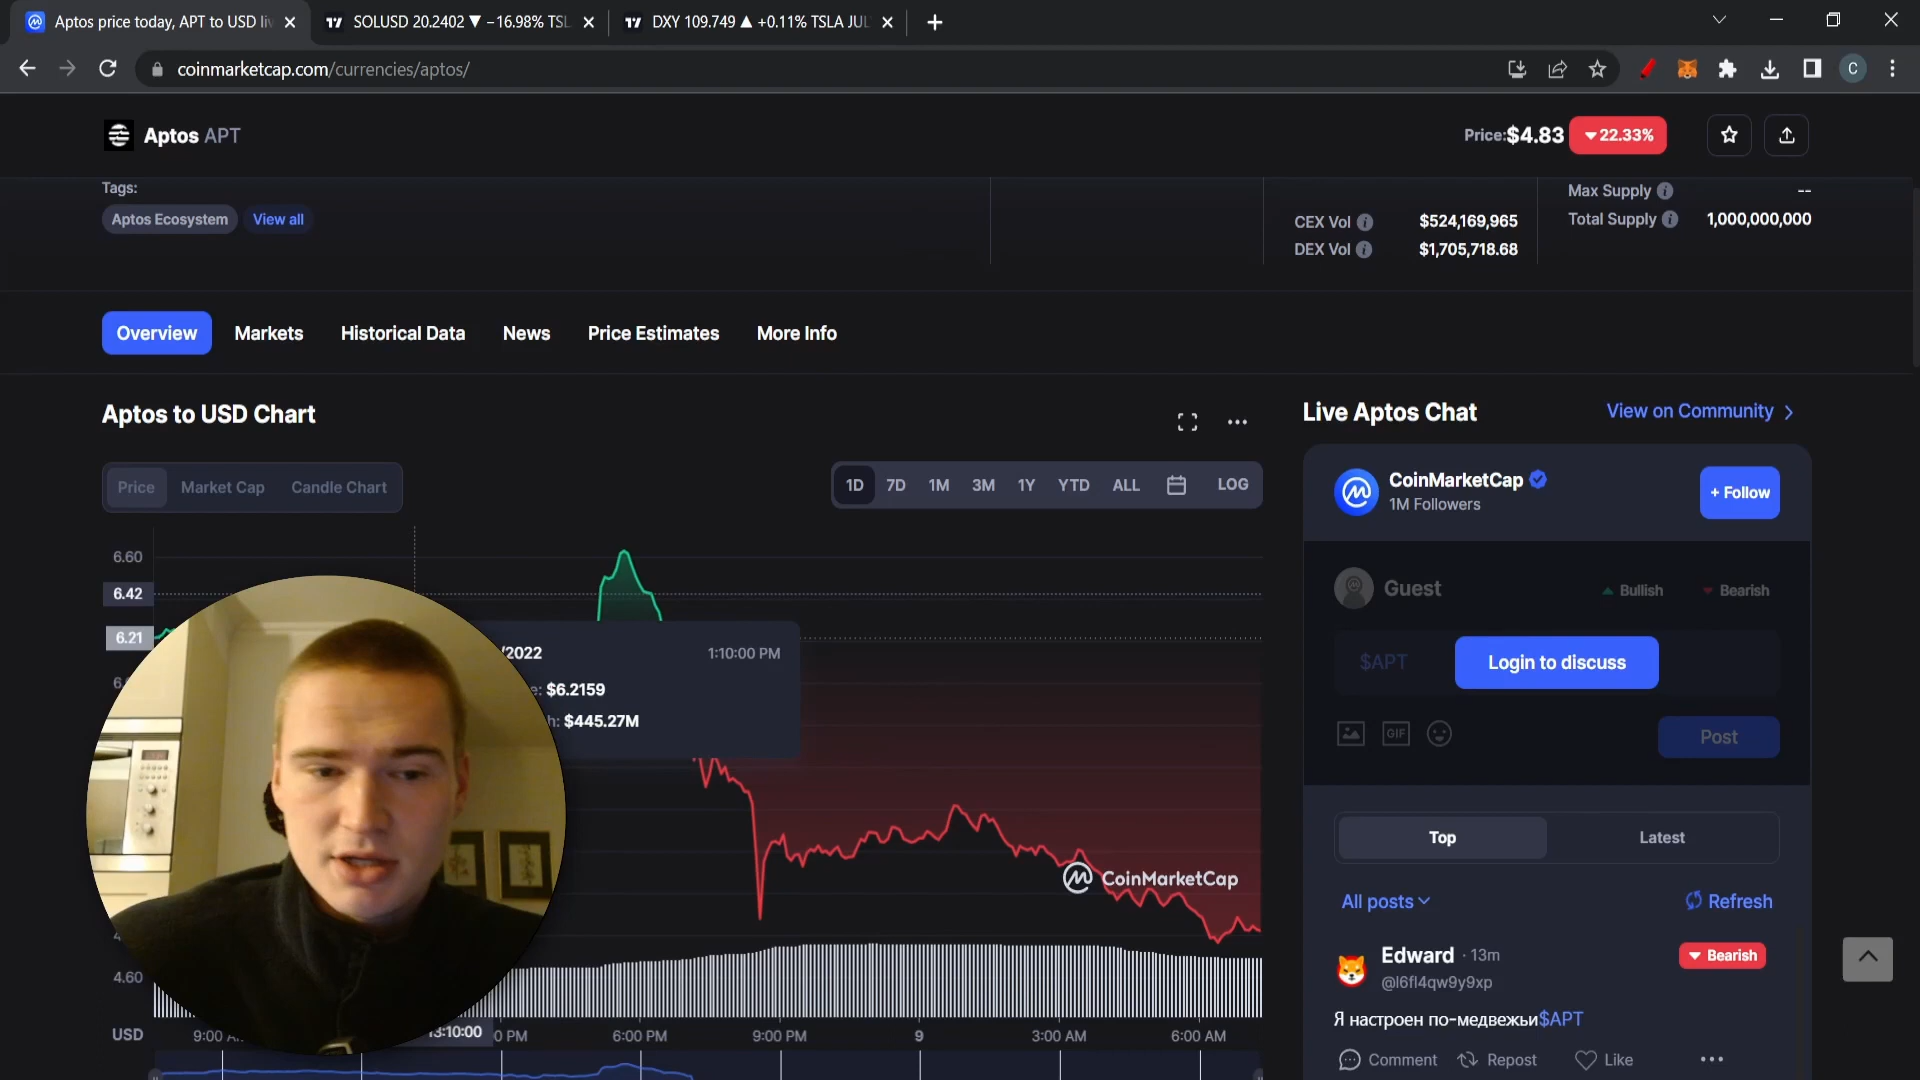 Aptos price today, APT to USD li
SOLUSD 20.2402 ▼ −16.98% TSL
DXY 109.749 ▲ +0.11% TSLA JUL
coinmarketcap.com/currencies/aptos/
C
Aptos APT
Price:$4.83
22.33%
Tags:
Aptos Ecosystem
View all
CEX Vol
$524,169,965
DEX Vol
$1,705,718.68
Max Supply
--
Total Supply
1,000,000,000
Overview
Markets
Historical Data
News
Price Estimates
More Info
Aptos to USD Chart
Price
Market Cap
Candle Chart
1D
7D
1M
3M
1Y
YTD
ALL
LOG
6.60
6.42
6.21
/2022
1:10:00 PM
e: $6.2159
h: $445.27M
CoinMarketCap
4.60
USD
9:00 A
13:10:00
0 PM
6:00 PM
9:00 PM
9
3:00 AM
6:00 AM
Live Aptos Chat
View on Community
CoinMarketCap
1M Followers
+ Follow
Guest
Bullish
Bearish
$APT
Login to discuss
GIF
Post
Top
Latest
All posts
Refresh
Edward · 13m
@l6fl4qw9y9xp
Bearish
Я настроен по-медвежьи$APT
Comment
Repost
Like